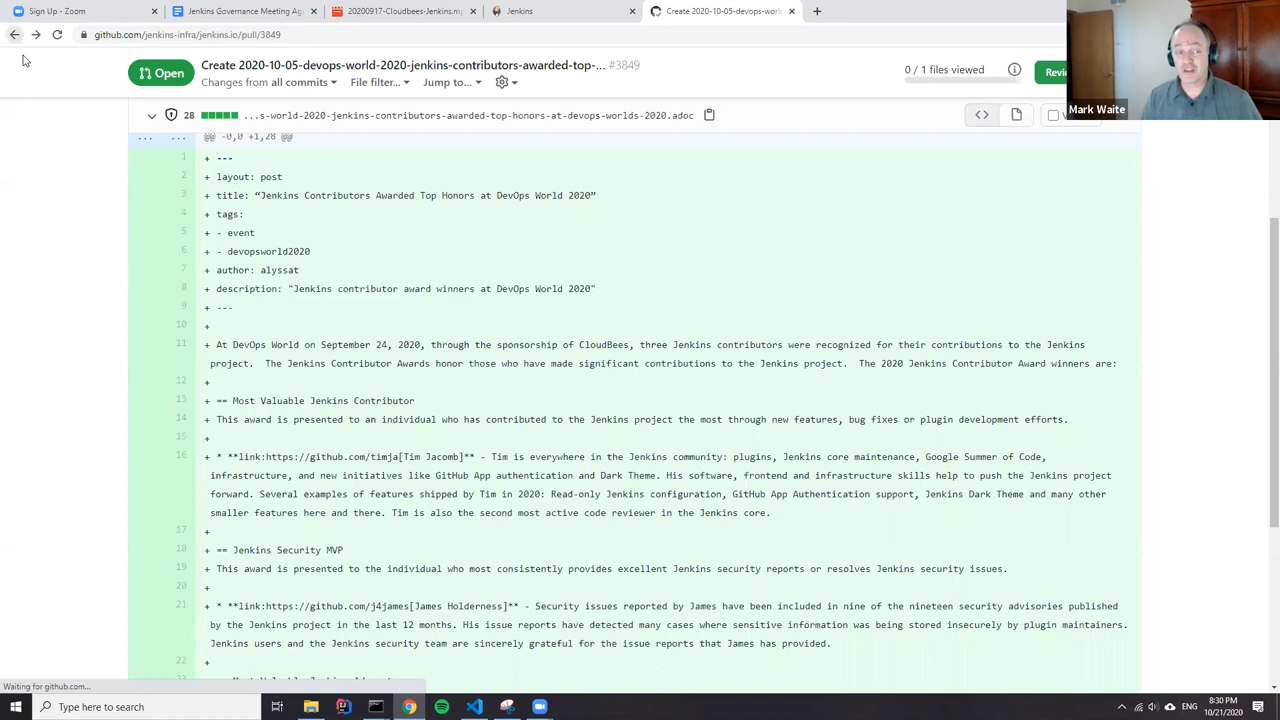 Sign Up - Zoom
Jenkins Governance Meeting Age
20200917-Cloudbees-Jenkins.mp
Jenkins
Create 2020-10-05-devops-work
github.com/jenkins-infra/jenkins.io/pull/3849
Open
Create 2020-10-05-devops-world-2020-jenkins-contributors-awarded-top-... #3849
Changes from all commits
File filter...
Jump to...
0 / 1 files viewed
Mark Waite
28
...s-world-2020-jenkins-contributors-awarded-top-honors-at-devops-worlds-2020.adoc
... ... @@ -0,0 +1,28 @@
1 + ---
2 + layout: post
3 + title: “Jenkins Contributors Awarded Top Honors at DevOps World 2020”
4 + tags:
5 + - event
6 + - devopsworld2020
7 + author: alyssat
8 + description: "Jenkins contributor award winners at DevOps World 2020"
9 + ---
10 +
11 + At DevOps World on September 24, 2020, through the sponsorship of CloudBees, three Jenkins contributors were recognized for their contributions to the Jenkins
project.  The Jenkins Contributor Awards honor those who have made significant contributions to the Jenkins project.  The 2020 Jenkins Contributor Award winners are:
12 +
13 + == Most Valuable Jenkins Contributor
14 + This award is presented to an individual who has contributed to the Jenkins project the most through new features, bug fixes or plugin development efforts.
15 +
16 + * **link:https://github.com/timja[Tim Jacomb]** - Tim is everywhere in the Jenkins community: plugins, Jenkins core maintenance, Google Summer of Code,
infrastructure, and new initiatives like GitHub App authentication and Dark Theme. His software, frontend and infrastructure skills help to push the Jenkins project
forward. Several examples of features shipped by Tim in 2020: Read-only Jenkins configuration, GitHub App Authentication support, Jenkins Dark Theme and many other
smaller features here and there. Tim is also the second most active code reviewer in the Jenkins core.
17 +
18 + == Jenkins Security MVP
19 + This award is presented to the individual who most consistently provides excellent Jenkins security reports or resolves Jenkins security issues.
20 +
21 + * **link:https://github.com/j4james[James Holderness]** - Security issues reported by James have been included in nine of the nineteen security advisories published
by the Jenkins project in the last 12 months. His issue reports have detected many cases where sensitive information was being stored insecurely by plugin maintainers.
Jenkins users and the Jenkins security team are sincerely grateful for the issue reports that James has provided.
22 +
Waiting for github.com...
Type here to search
ENG
8:30 PM
10/21/2020